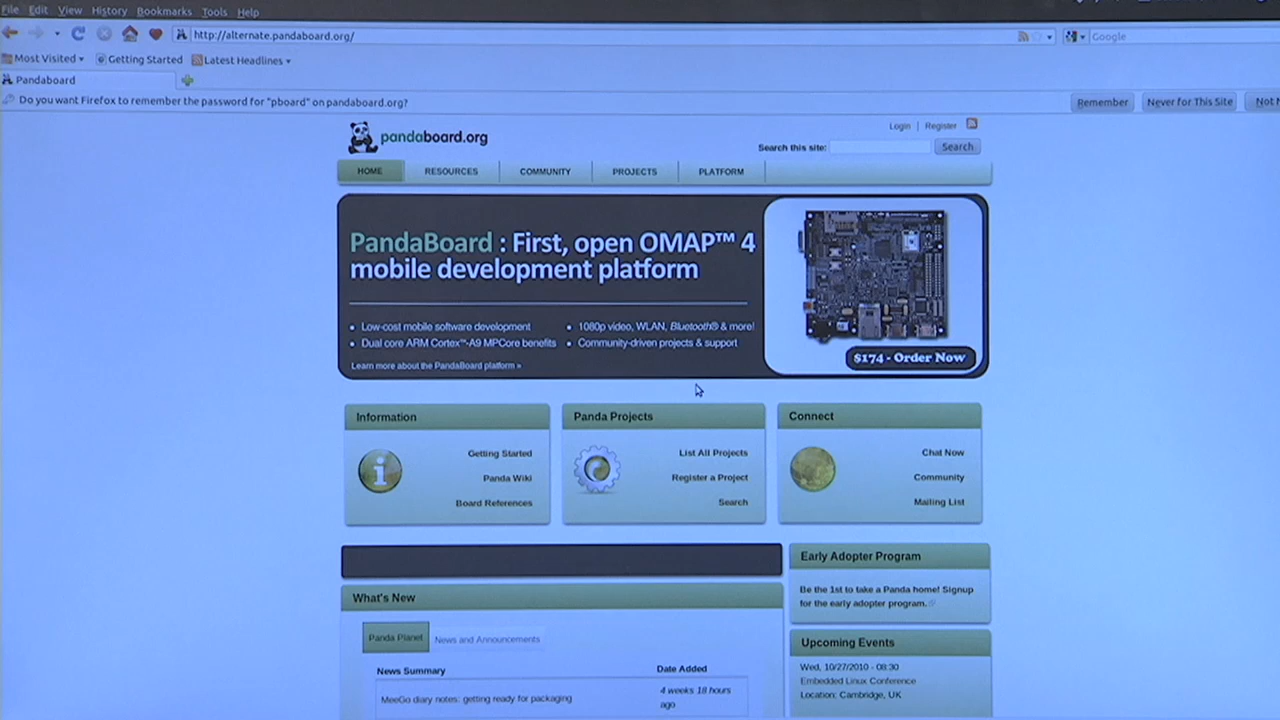 File Edit View History Bookmarks Tools Help
http://alternate.pandaboard.org/
Google
Most Visited Getting Started Latest Headlines
Pandaboard
Do you want Firefox to remember the password for "pboard" on pandaboard.org?
Remember Never for This Site Not
pandaboard.org
Login | Register
Search this site: Search
HOME RESOURCES COMMUNITY PROJECTS PLATFORM
PandaBoard : First, open OMAP™ 4
mobile development platform
Low-cost mobile software development
Dual core ARM Cortex™-A9 MPCore benefits
1080p video, WLAN, Bluetooth® & more!
Community-driven projects & support
Learn more about the PandaBoard platform »
$174 - Order Now
Information
Getting Started
Panda Wiki
Board References
Panda Projects
List All Projects
Register a Project
Search
Connect
Chat Now
Community
Mailing List
What's New
Panda Planet News and Announcements
News Summary Date Added
MeeGo diary notes: getting ready for packaging
4 weeks 18 hours
ago
Early Adopter Program
Be the 1st to take a Panda home! Signup
for the early adopter program.
Upcoming Events
Wed, 10/27/2010 - 08:30
Embedded Linux Conference
Location: Cambridge, UK